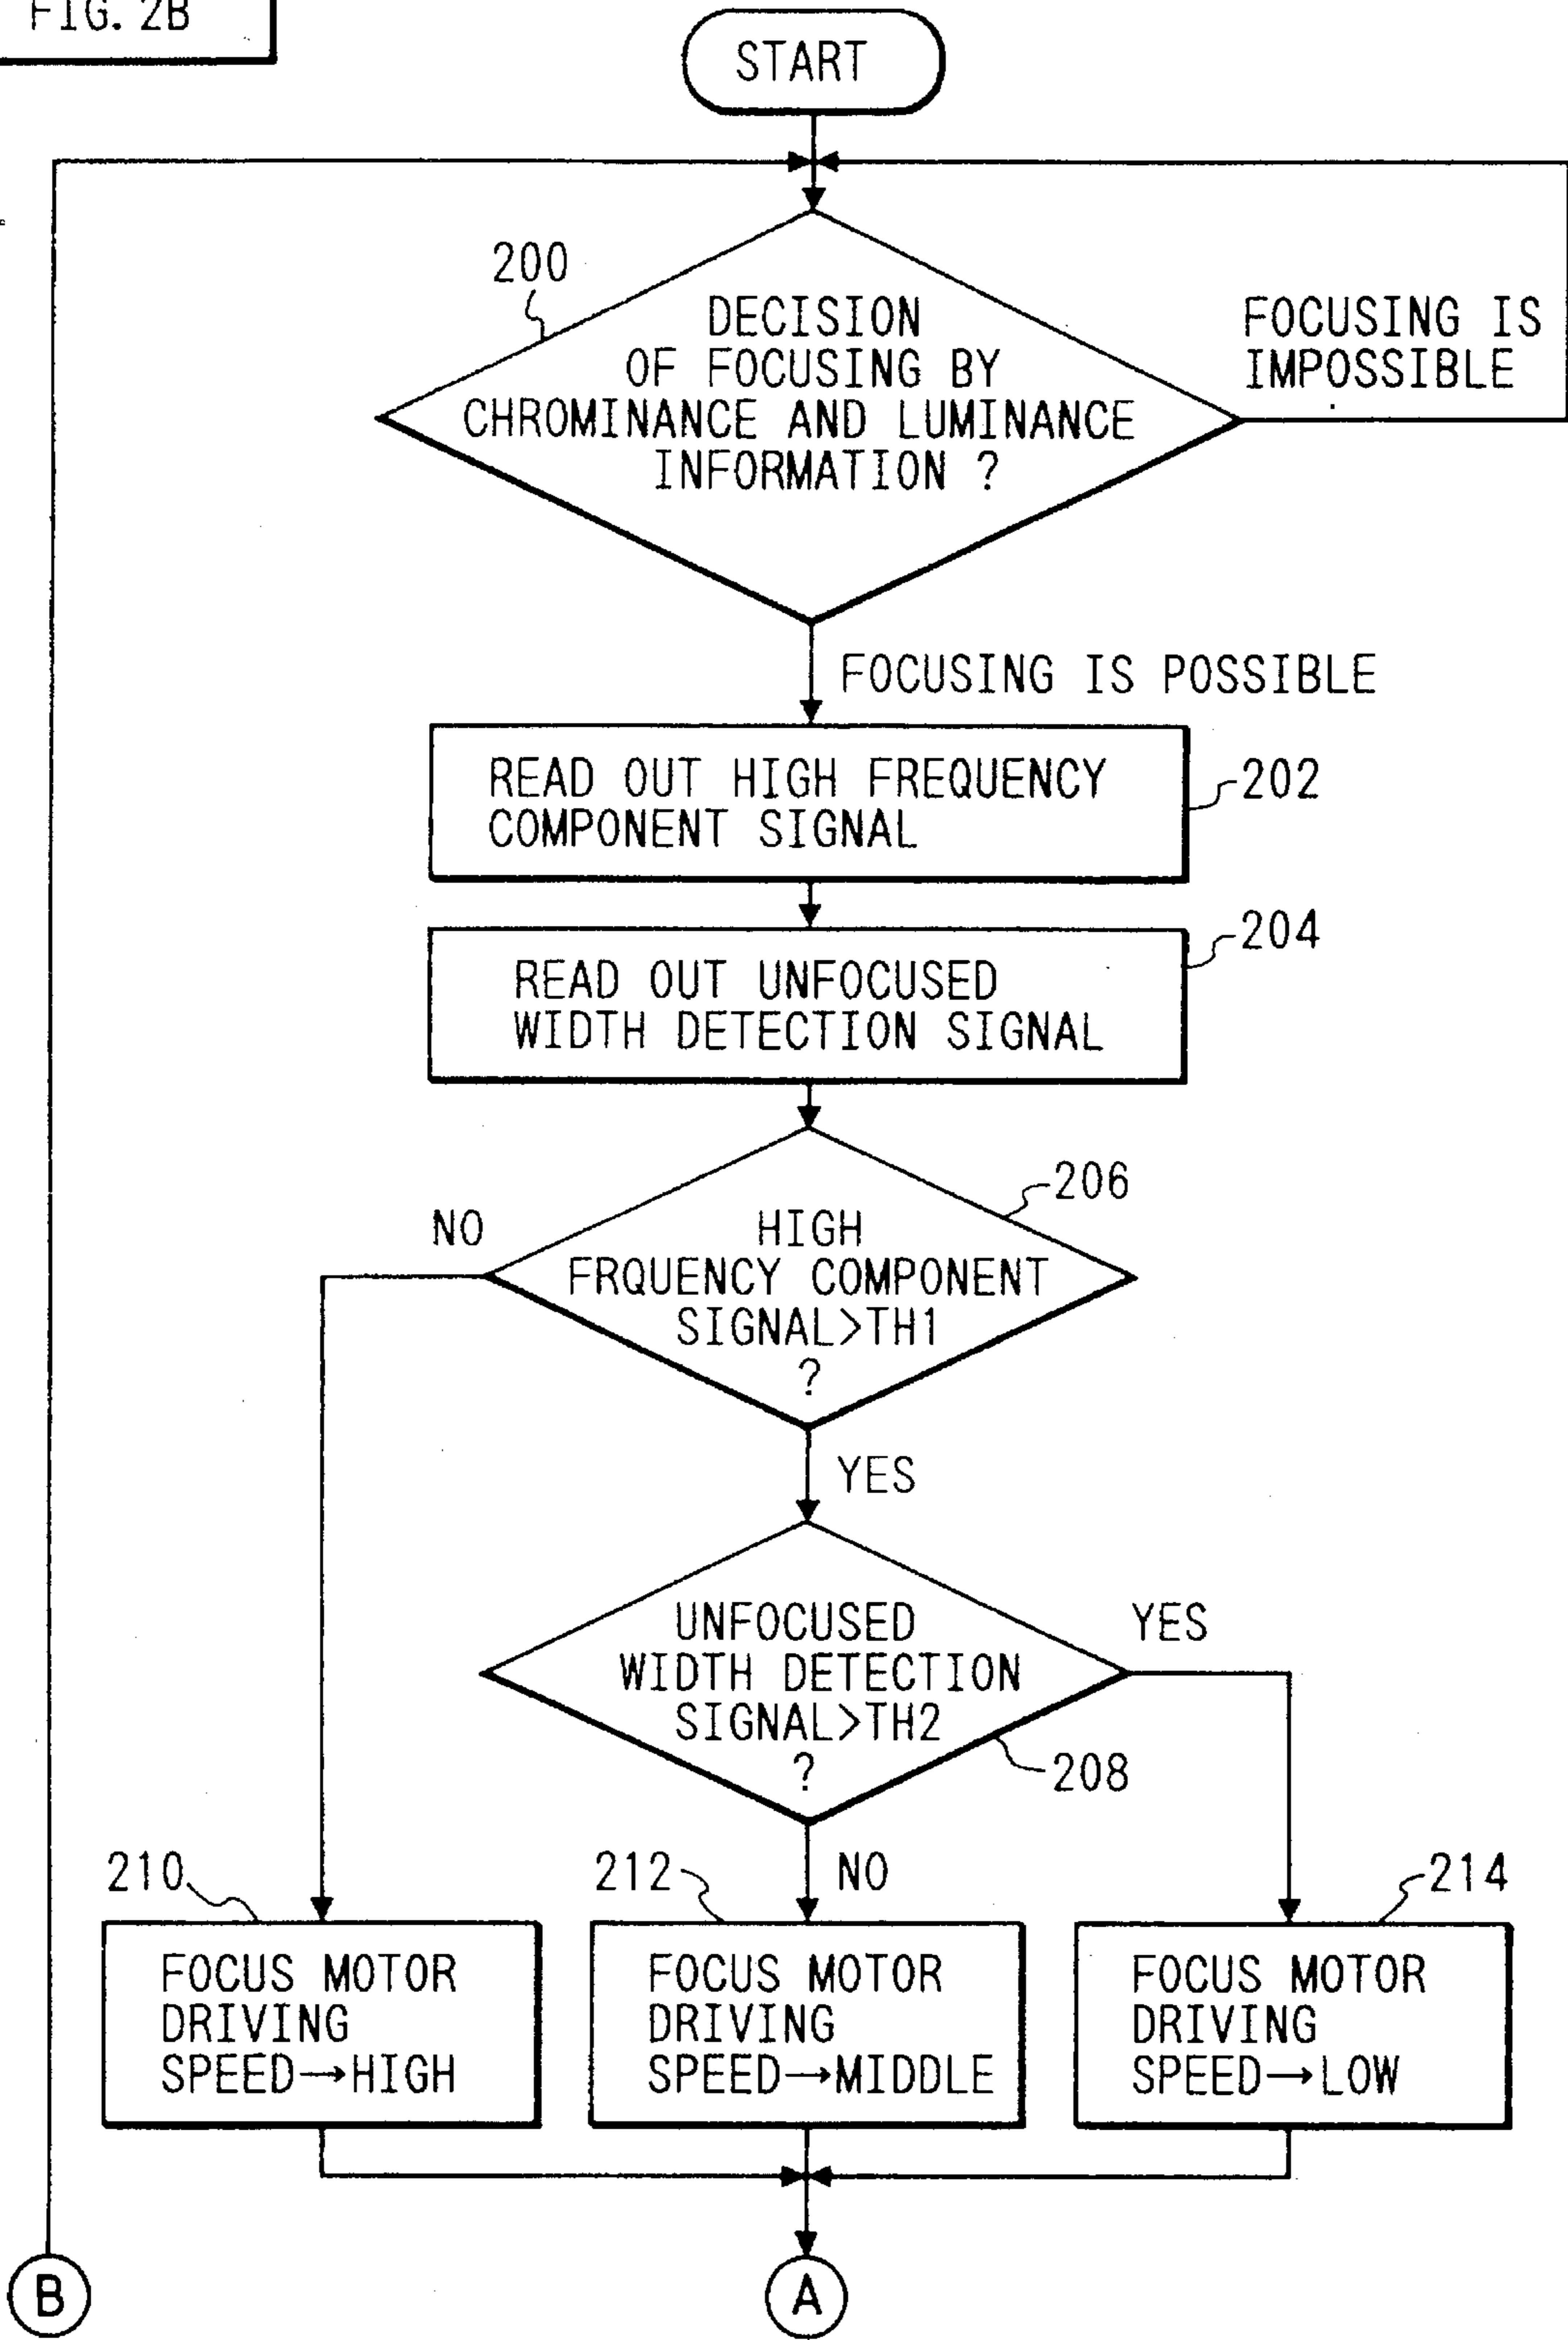 FIG. 2B
START
200
DECISION
OF FOCUSING BY
CHROMINANCE AND LUMINANCE
INFORMATION ?
FOCUSING IS
IMPOSSIBLE
FOCUSING IS POSSIBLE
READ OUT HIGH FREQUENCY
COMPONENT SIGNAL
202
READ OUT UNFOCUSED
WIDTH DETECTION SIGNAL
204
206
NO
HIGH
FRQUENCY COMPONENT
SIGNAL>TH1
?
YES
UNFOCUSED
WIDTH DETECTION
SIGNAL>TH2
?
YES
208
NO
210
FOCUS MOTOR
DRIVING
SPEED→HIGH
212
FOCUS MOTOR
DRIVING
SPEED→MIDDLE
214
FOCUS MOTOR
DRIVING
SPEED→LOW
B
A